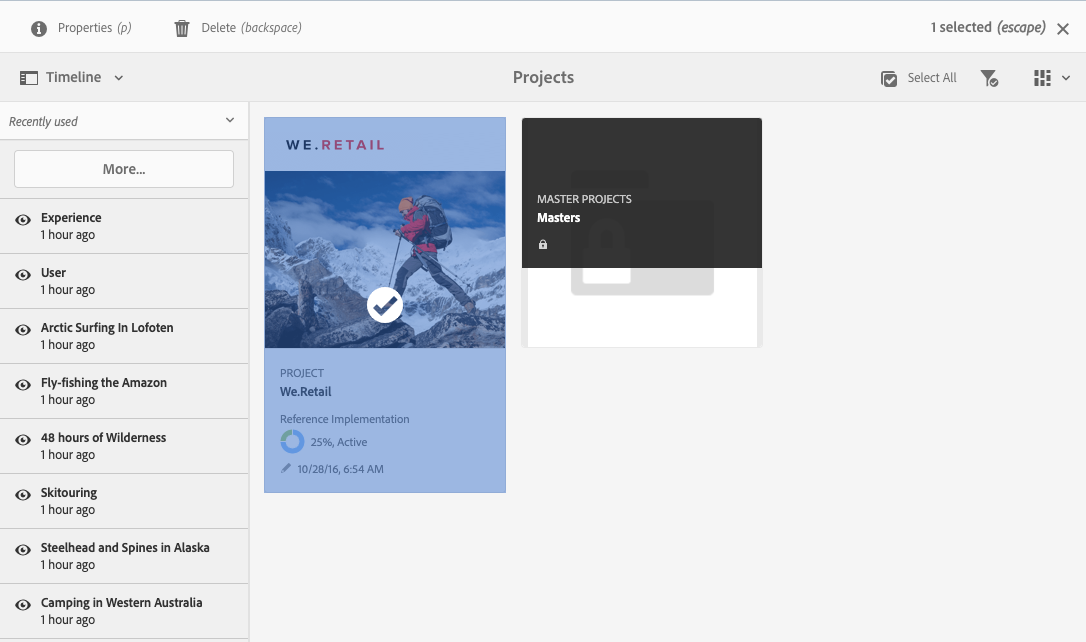 Properties (p)
Delete (backspace)
1 selected (escape)
Timeline
Projects
Select All
Recently used
More...
Experience
1 hour ago
User
1 hour ago
Arctic Surfing In Lofoten
1 hour ago
Fly-fishing the Amazon
1 hour ago
48 hours of Wilderness
1 hour ago
Skitouring
1 hour ago
Steelhead and Spines in Alaska
1 hour ago
Camping in Western Australia
1 hour ago
WE.RETAIL
PROJECT
We.Retail
Reference Implementation
25%, Active
10/28/16, 6:54 AM
MASTER PROJECTS
Masters